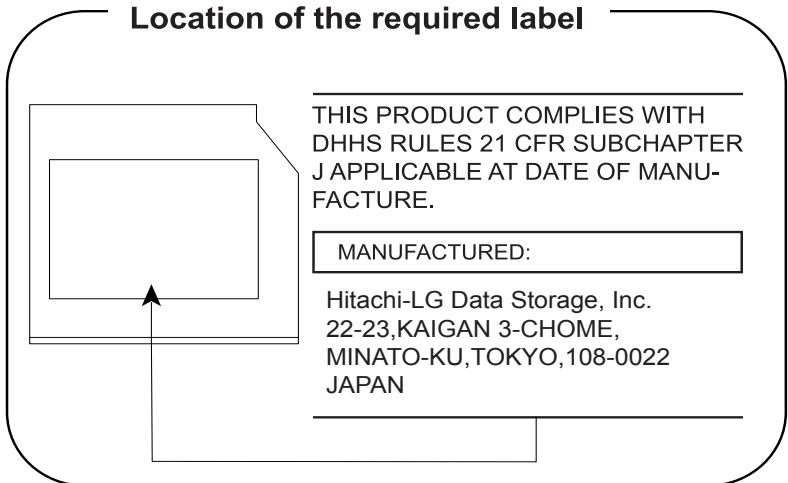 Location of the required label
THIS PRODUCT COMPLIES WITH
DHHS RULES 21 CFR SUBCHAPTER
J APPLICABLE AT DATE OF MANU-
FACTURE.
MANUFACTURED:
Hitachi-LG Data Storage, Inc.
22-23,KAIGAN 3-CHOME,
MINATO-KU,TOKYO,108-0022
JAPAN